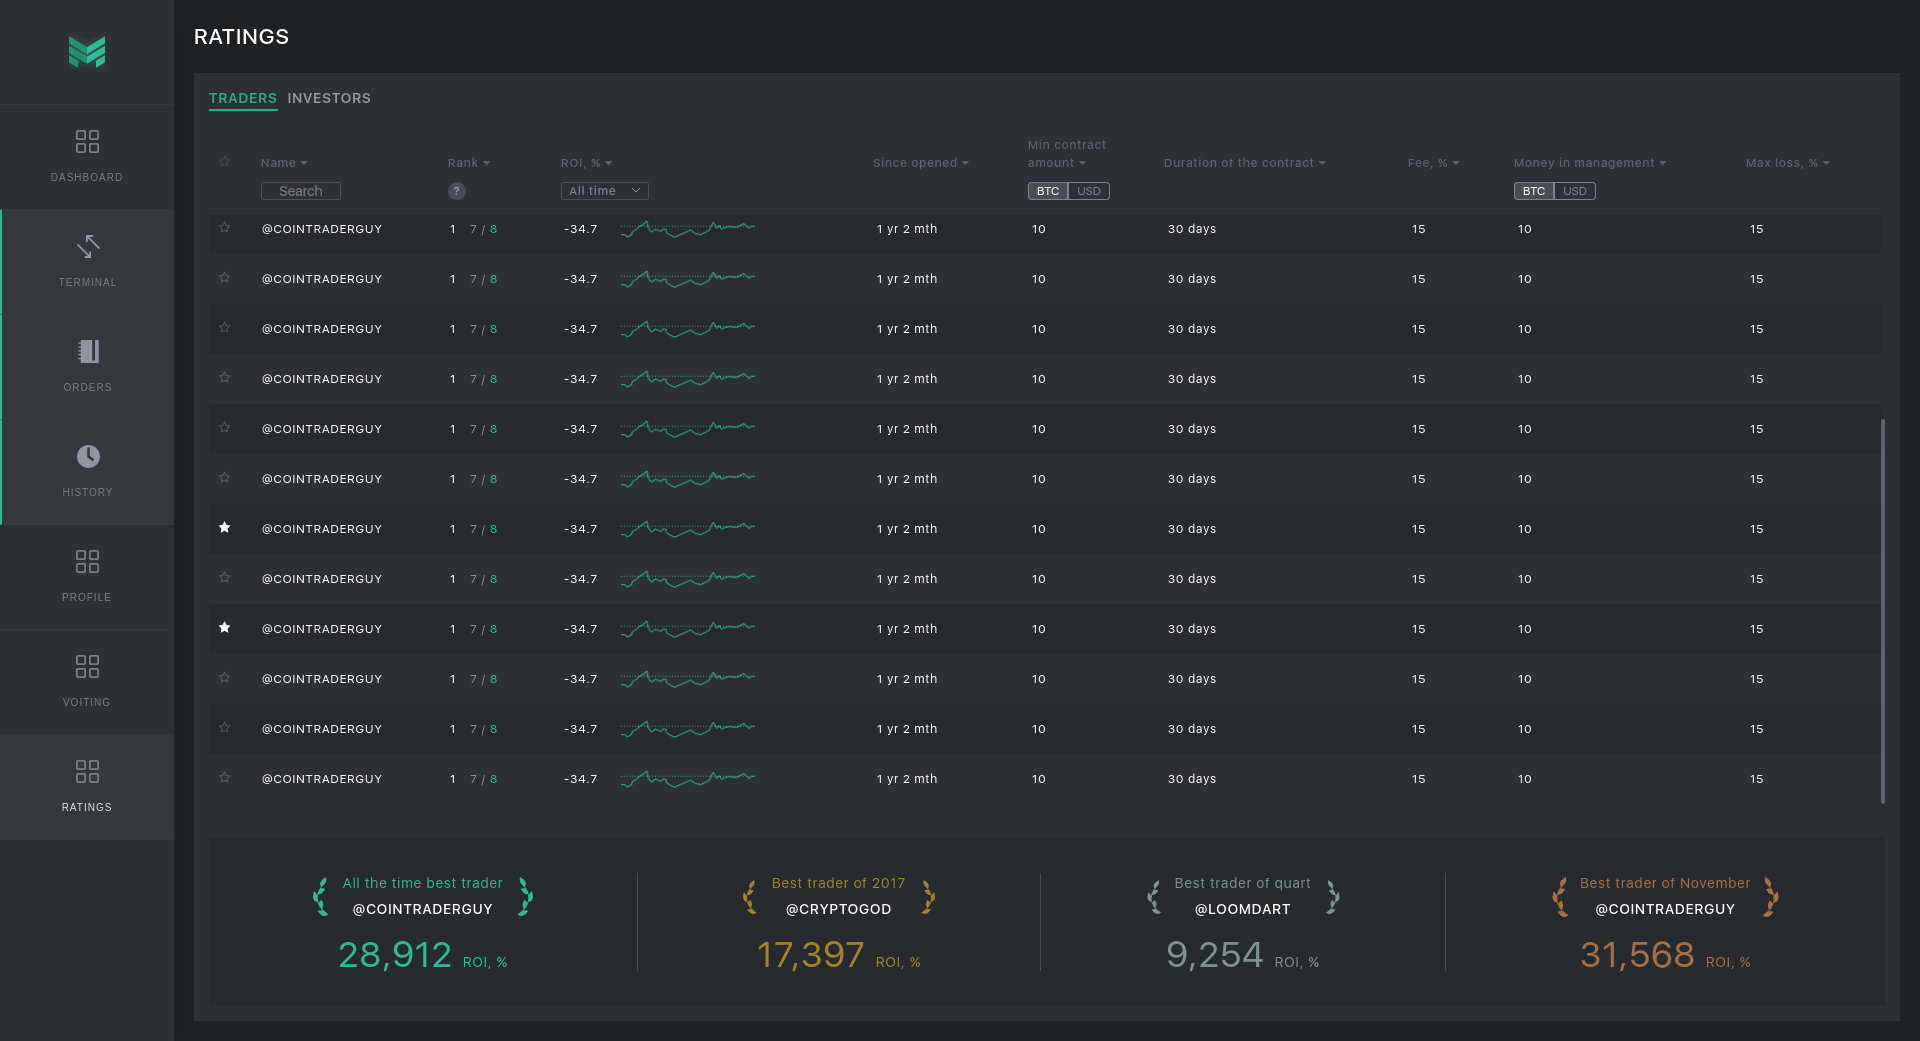 RATINGS
TRADERS INVESTORS
Min contract
Name Rank ROI, % Since opened amount Duration of the contract Fee, % Money in management Max loss, %
Search ? All time BTC USD BTC USD
@COINTRADERGUY 1 7 / 8 -34.7 1 yr 2 mth 10 30 days 15 10 15
@COINTRADERGUY 1 7 / 8 -34.7 1 yr 2 mth 10 30 days 15 10 15
@COINTRADERGUY 1 7 / 8 -34.7 1 yr 2 mth 10 30 days 15 10 15
@COINTRADERGUY 1 7 / 8 -34.7 1 yr 2 mth 10 30 days 15 10 15
@COINTRADERGUY 1 7 / 8 -34.7 1 yr 2 mth 10 30 days 15 10 15
@COINTRADERGUY 1 7 / 8 -34.7 1 yr 2 mth 10 30 days 15 10 15
@COINTRADERGUY 1 7 / 8 -34.7 1 yr 2 mth 10 30 days 15 10 15
@COINTRADERGUY 1 7 / 8 -34.7 1 yr 2 mth 10 30 days 15 10 15
@COINTRADERGUY 1 7 / 8 -34.7 1 yr 2 mth 10 30 days 15 10 15
@COINTRADERGUY 1 7 / 8 -34.7 1 yr 2 mth 10 30 days 15 10 15
@COINTRADERGUY 1 7 / 8 -34.7 1 yr 2 mth 10 30 days 15 10 15
@COINTRADERGUY 1 7 / 8 -34.7 1 yr 2 mth 10 30 days 15 10 15
All the time best trader
@COINTRADERGUY
28,912 ROI, %
Best trader of 2017
@CRYPTOGOD
17,397 ROI, %
Best trader of quart
@LOOMDART
9,254 ROI, %
Best trader of November
@COINTRADERGUY
31,568 ROI, %
DASHBOARD
TERMINAL
ORDERS
HISTORY
PROFILE
VOITING
RATINGS